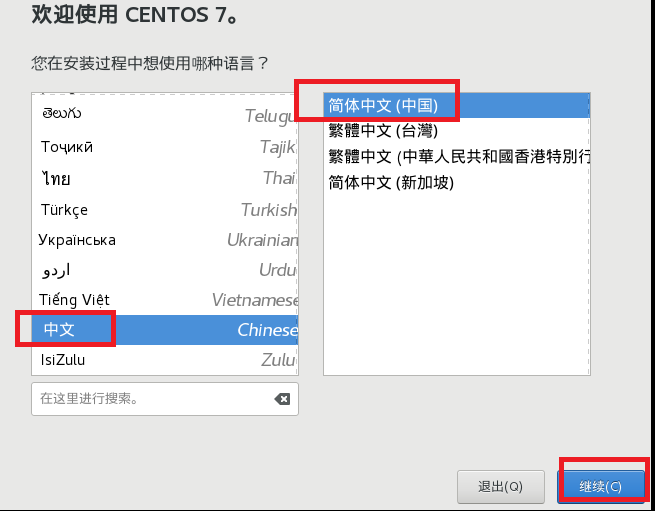 欢迎使用 CENTOS 7。
您在安装过程中想使用哪种语言？
తెలుగు Telugu
Тоҷикӣ Tajik
ไทย Thai
Türkçe Turkish
Українська Ukrainian
اردو Urdu
Tiếng Việt Vietnamese
中文 Chinese
IsiZulu Zulu
在这里进行搜索。
简体中文 (中国)
繁體中文 (台灣)
繁體中文 (中華人民共和國香港特別行
简体中文 (新加坡)
退出(Q)
继续(C)